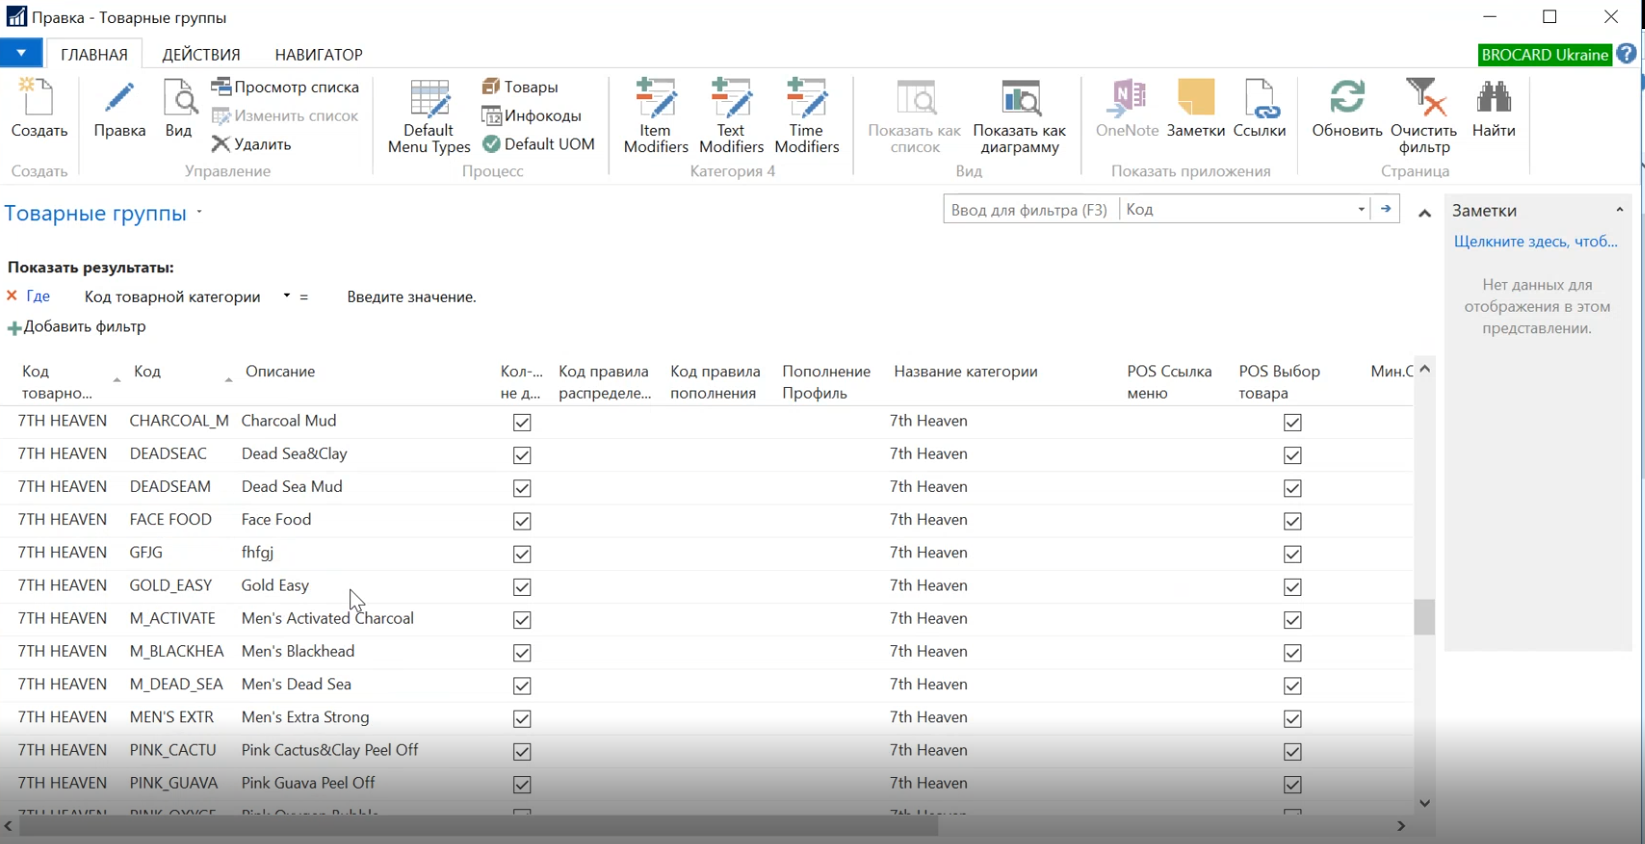 Правка - Товарные группы
ГЛАВНАЯ ДЕЙСТВИЯ НАВИГАТОР BROCARD Ukraine ?
Создать Правка Вид Просмотр списка Изменить список Удалить Default Menu Types Товары Инфокоды Default UOM Item Modifiers Text Modifiers Time Modifiers Показать как список Показать как диаграмму OneNote Заметки Ссылки Обновить Очистить фильтр Найти
Создать Управление Процесс Категория 4 Вид Показать приложения Страница
Товарные группы Ввод для фильтра (F3) Код Заметки
Щелкните здесь, чтоб...
Нет данных для
отображения в этом
представлении.
Показать результаты:
Где Код товарной категории = Введите значение.
Добавить фильтр
Код товарно... Код Описание Кол-... не д... Код правила распределе... Код правила пополнения Пополнение Профиль Название категории POS Ссылка меню POS Выбор товара Мин.С
7TH HEAVEN CHARCOAL_M Charcoal Mud 7th Heaven
7TH HEAVEN DEADSEAC Dead Sea&Clay 7th Heaven
7TH HEAVEN DEADSEAM Dead Sea Mud 7th Heaven
7TH HEAVEN FACE FOOD Face Food 7th Heaven
7TH HEAVEN GFJG fhfgj 7th Heaven
7TH HEAVEN GOLD_EASY Gold Easy 7th Heaven
7TH HEAVEN M_ACTIVATE Men's Activated Charcoal 7th Heaven
7TH HEAVEN M_BLACKHEA Men's Blackhead 7th Heaven
7TH HEAVEN M_DEAD_SEA Men's Dead Sea 7th Heaven
7TH HEAVEN MEN'S EXTR Men's Extra Strong 7th Heaven
7TH HEAVEN PINK_CACTU Pink Cactus&Clay Peel Off 7th Heaven
7TH HEAVEN PINK_GUAVA Pink Guava Peel Off 7th Heaven